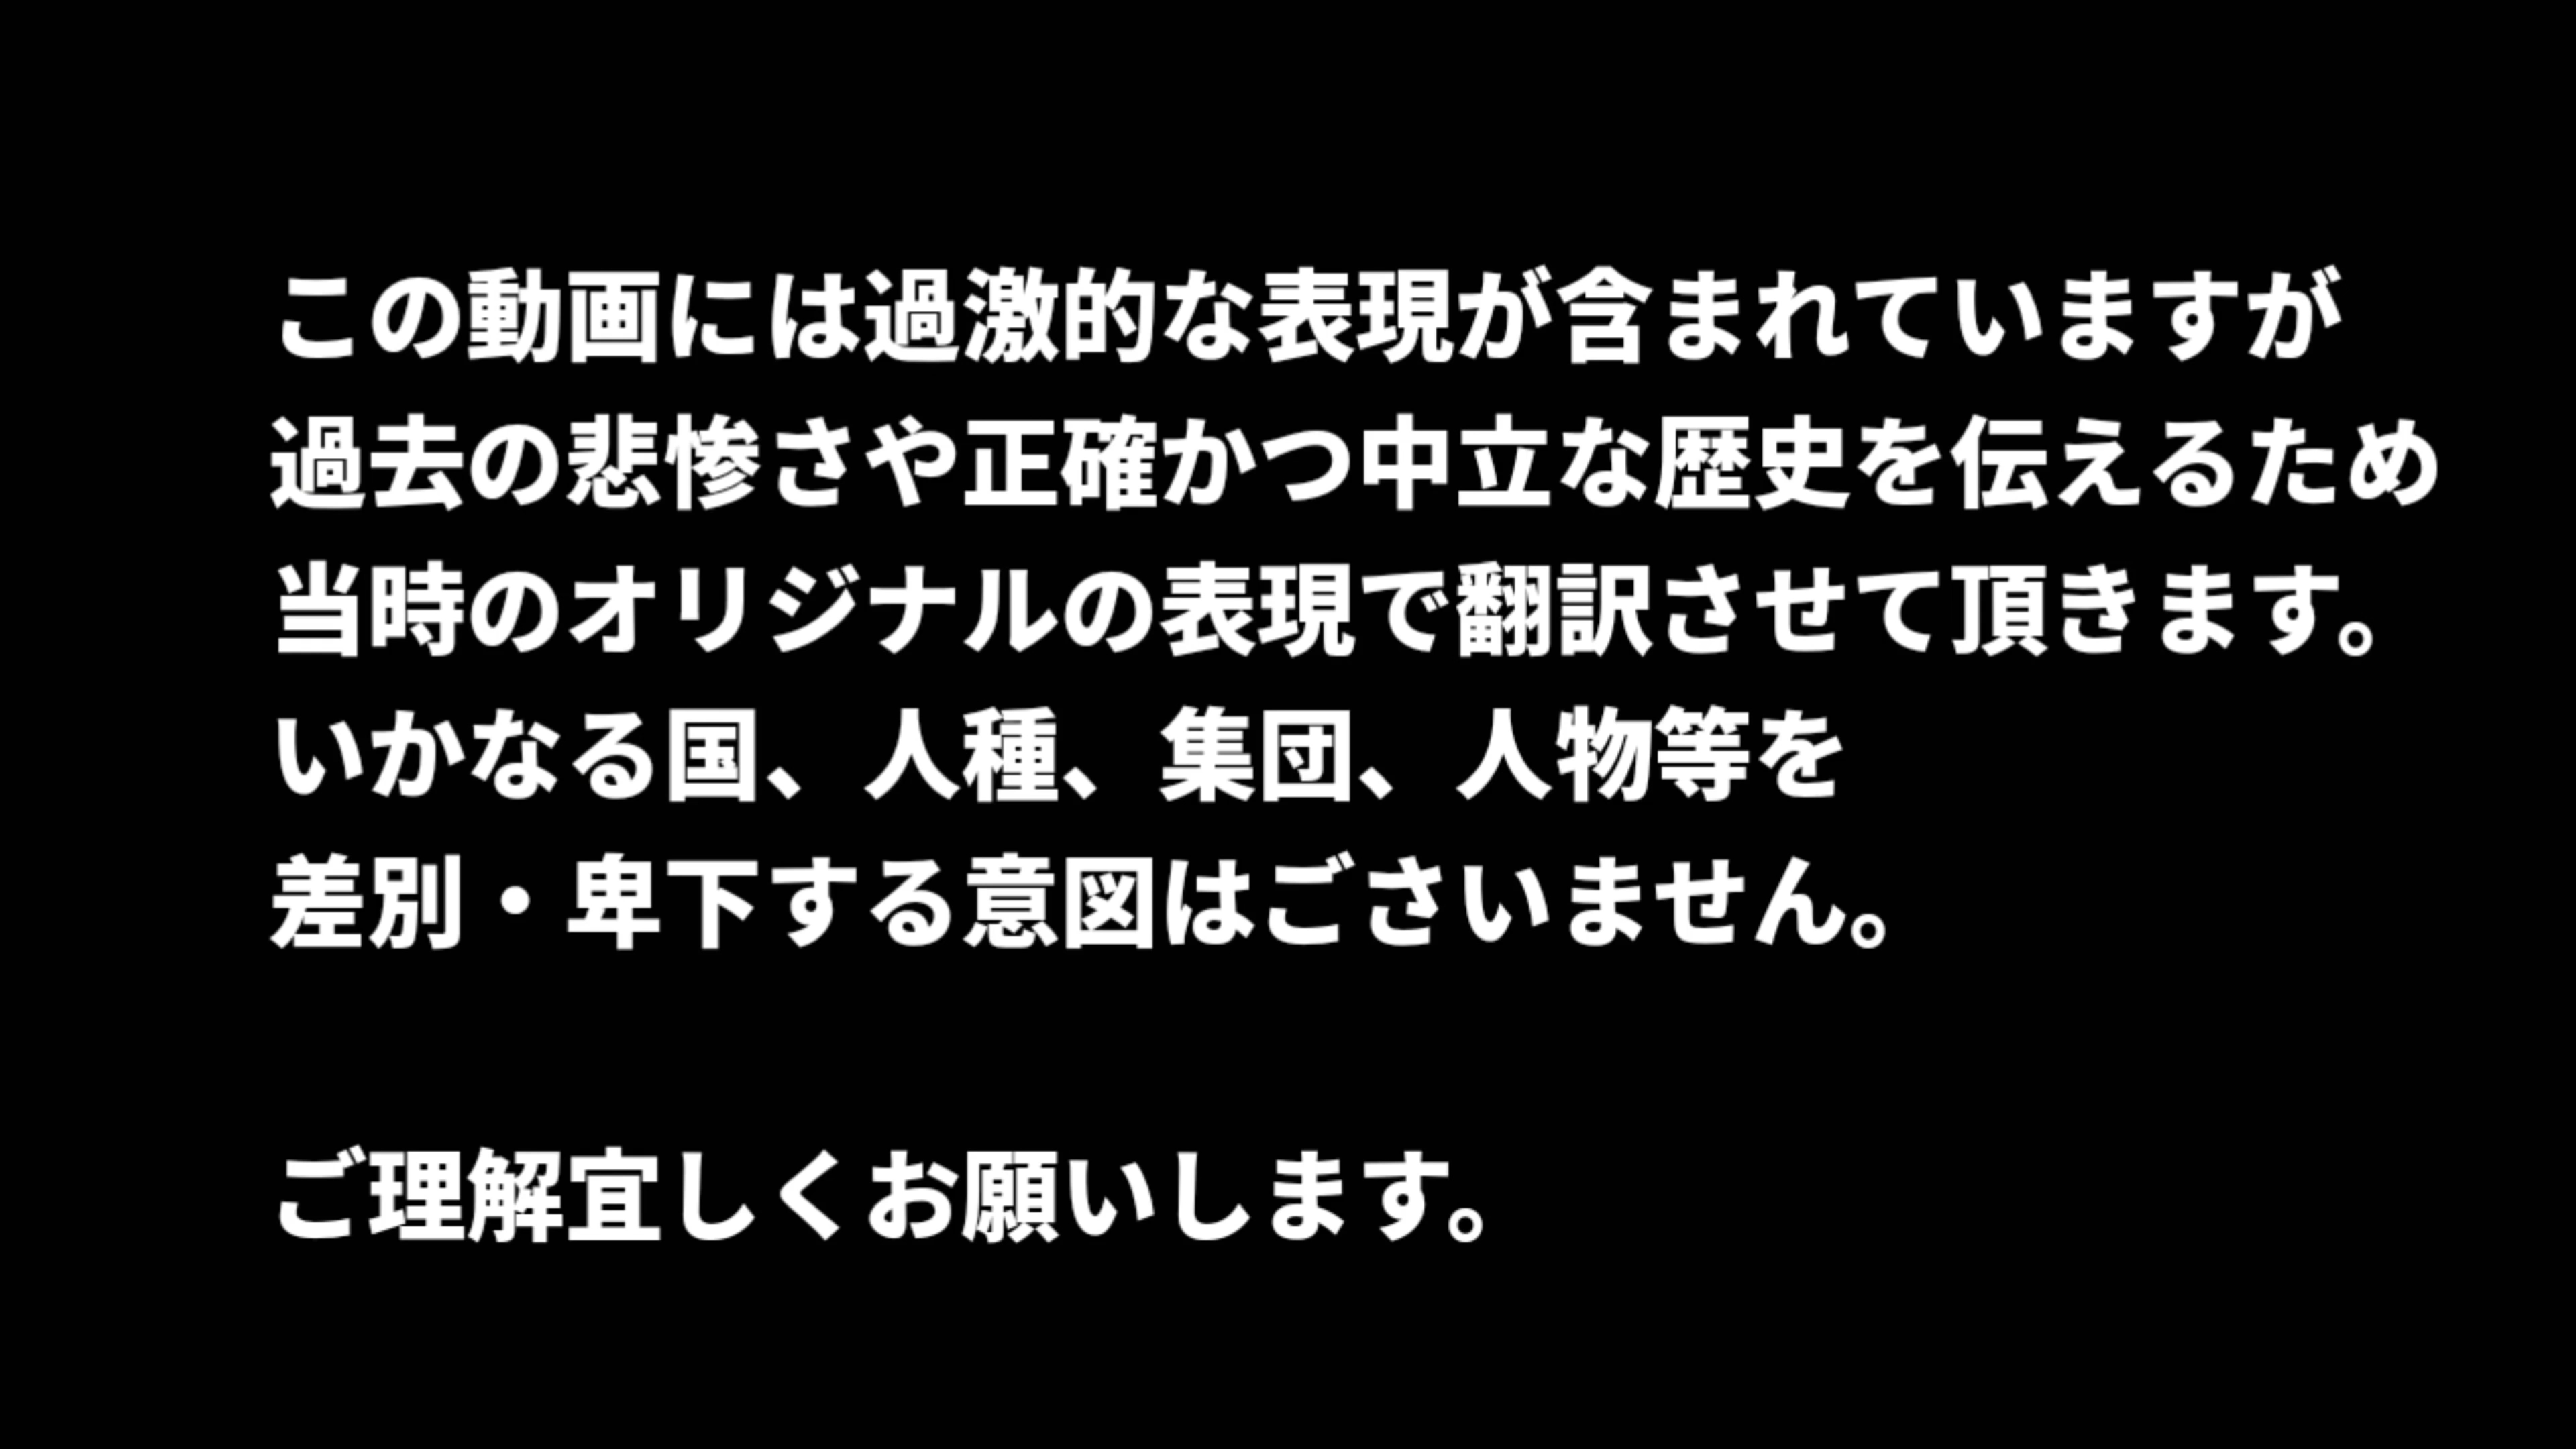 この動画には過激的な表現が含まれていますが
過去の悲惨さや正確かつ中立な歴史を伝えるため
当時のオリジナルの表現で翻訳させて頂きます。
いかなる国、人種、集団、人物等を
差別・卑下する意図はごさいません。
ご理解宜しくお願いします。